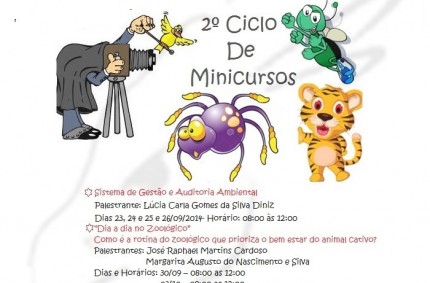 2º Ciclo
De
Minicursos
Sistema de Gestão e Auditoria Ambiental
Palestrante: Lúcia Carla Gomes da Silva Diniz
Dias 23, 24 e 25 e 26/09/2014- Horário: 08:00 às 12:00
"Dia a dia no Zoológico"
Como é a rotina do zoológico que prioriza o bem estar do animal cativo?
Palestrantes: José Raphael Martins Cardoso
Margarita Augusto do Nascimento e Silva
Dias e Horários: 30/09 – 08:00 as 12:00